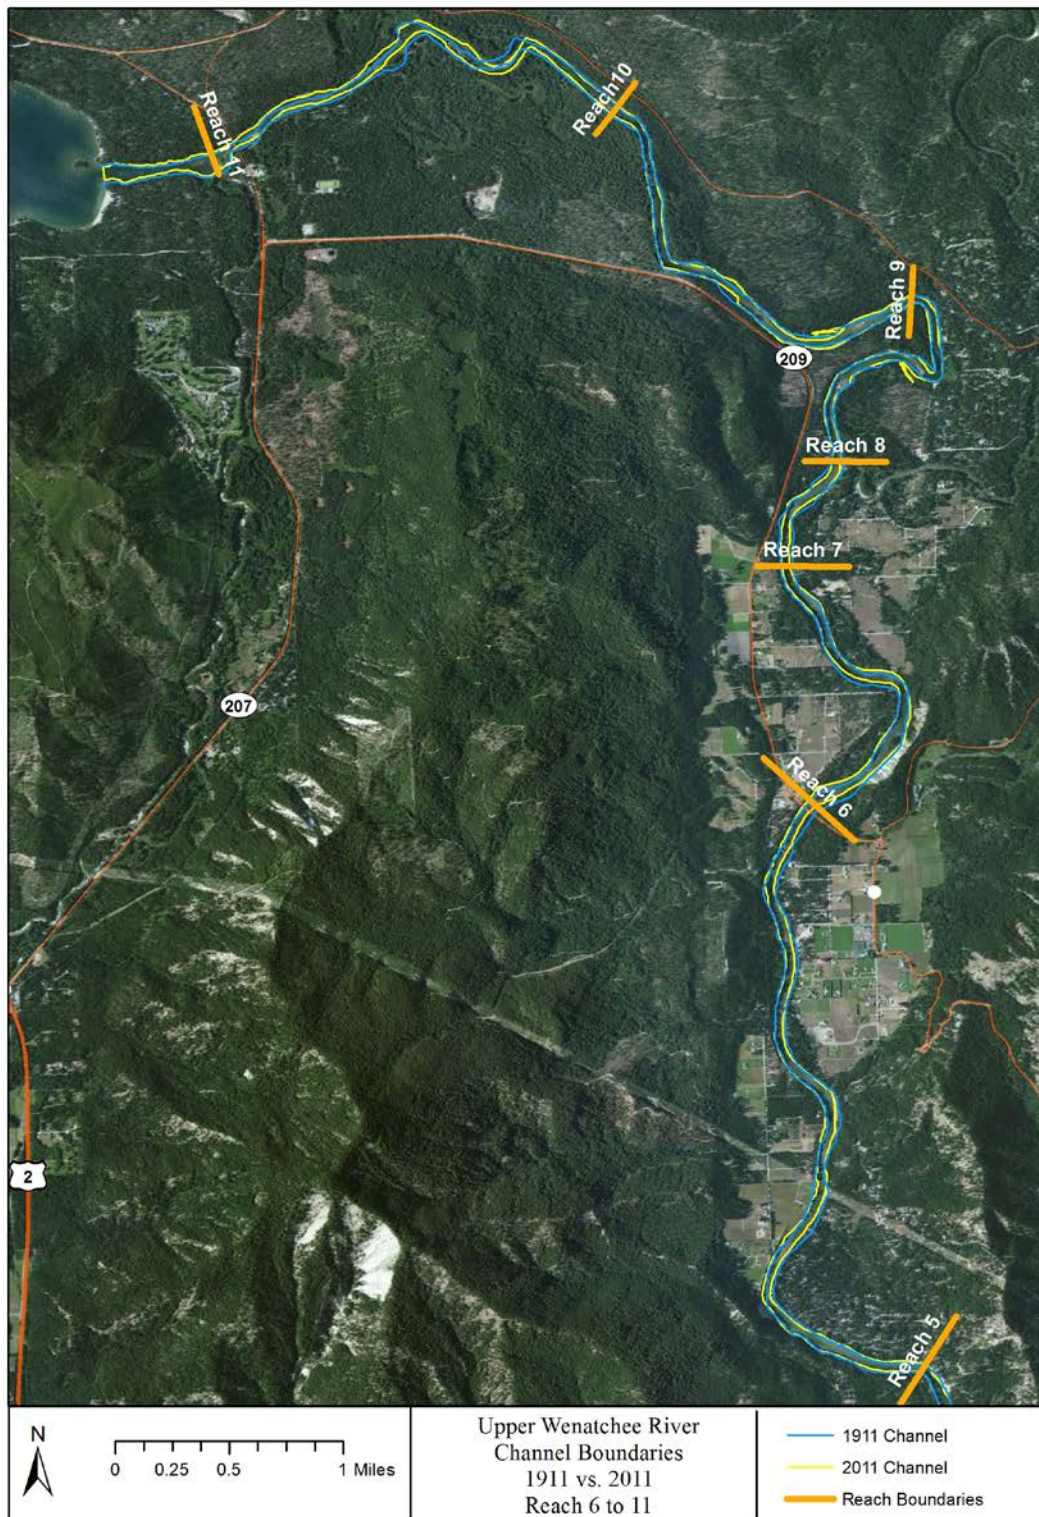 Reach 11
Reach10
Reach 9
209
Reach 8
Reach 7
207
Reach 6
2
Reach 5
N
0 0.25 0.5 1 Miles
Upper Wenatchee River
Channel Boundaries
1911 vs. 2011
Reach 6 to 11
1911 Channel
2011 Channel
Reach Boundaries